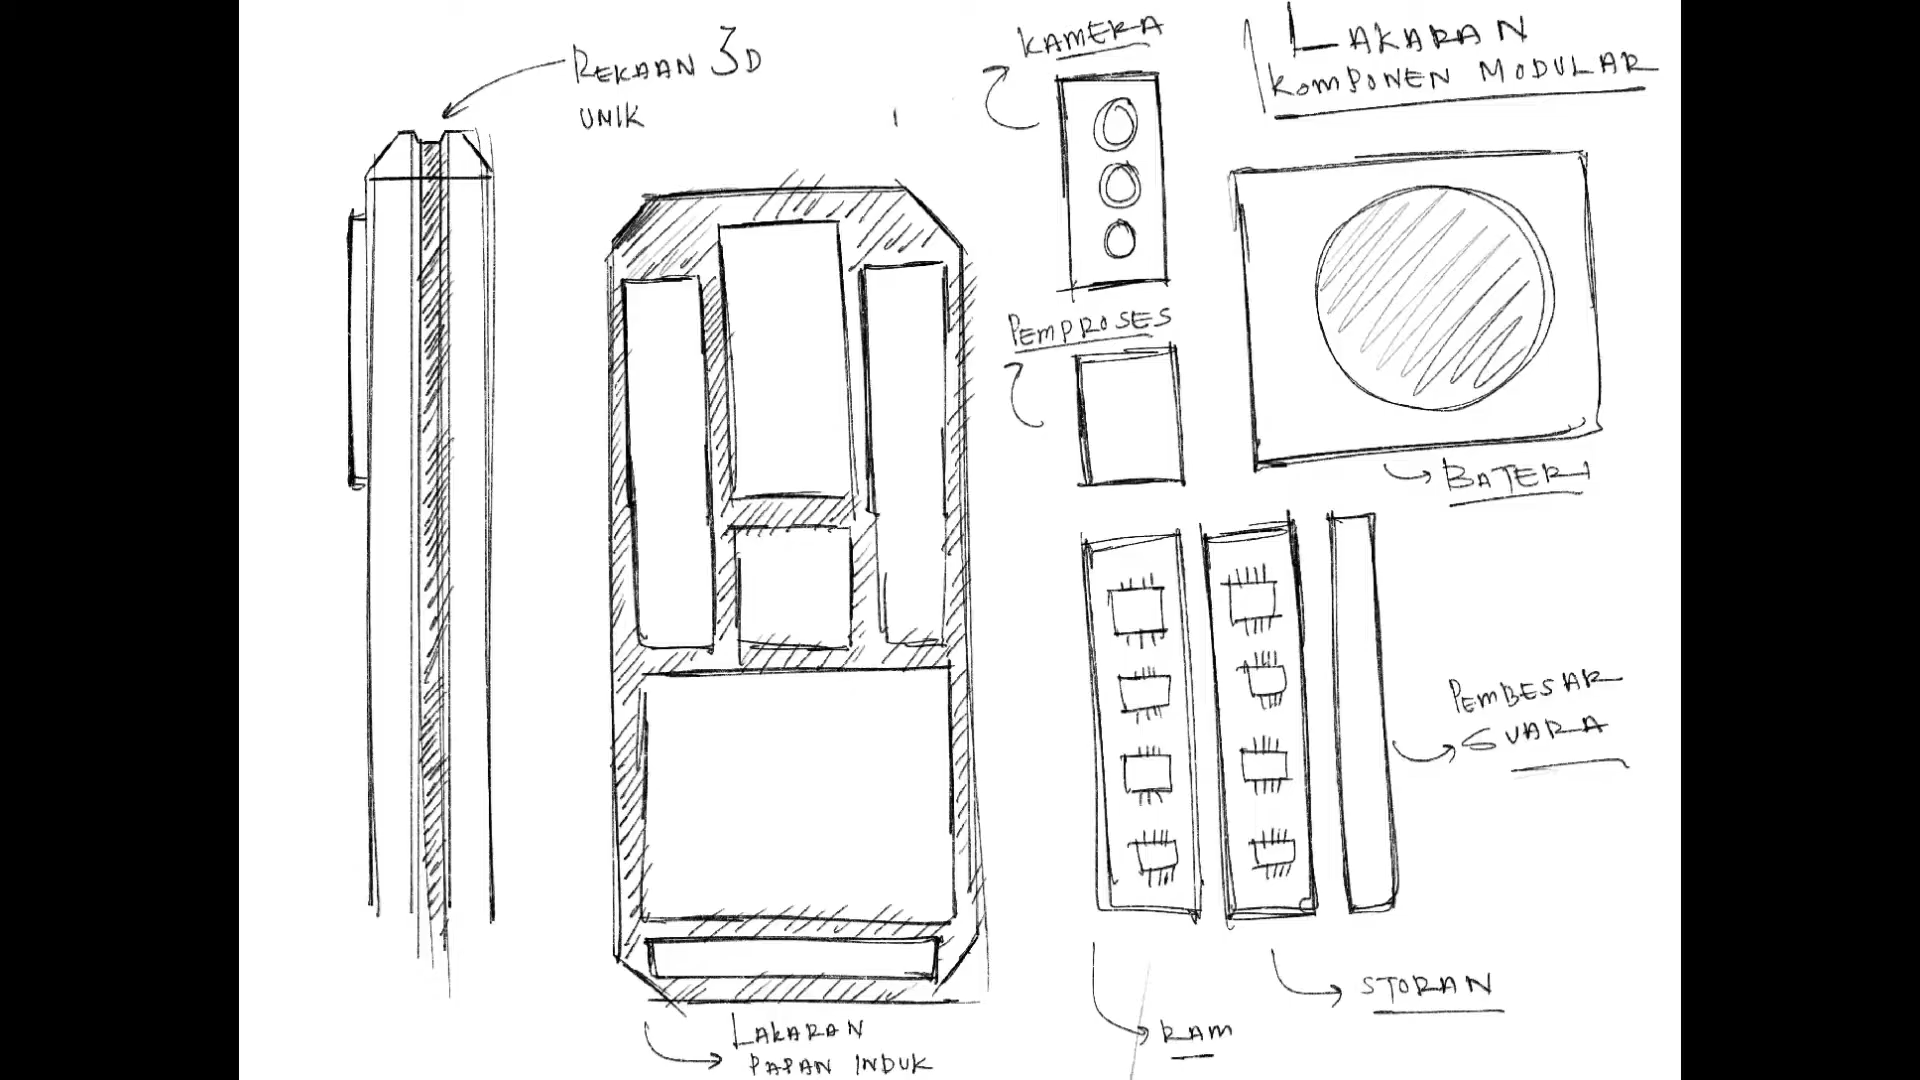 REKAAN 3D
UNIK
KAMERA
LAKARAN
KOMPONEN MODULAR
PEMPROSES
BATERI
PEMBESAR
SUARA
STORAN
RAM
LAKARAN
PAPAN INDUK